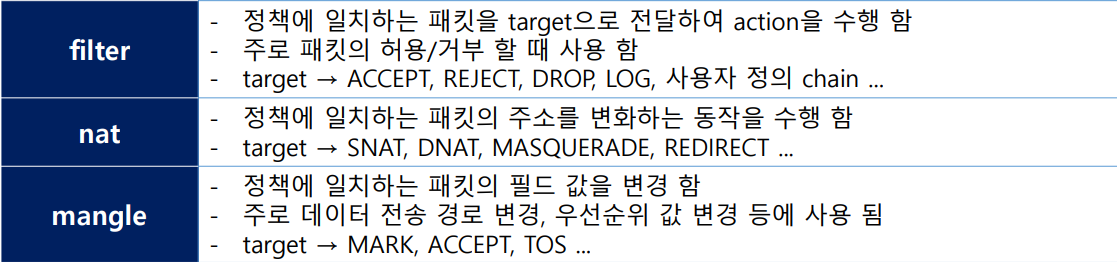 filter
- 정책에 일치하는 패킷을 target으로 전달하여 action을 수행 함
- 주로 패킷의 허용/거부 할 때 사용 함
- target → ACCEPT, REJECT, DROP, LOG, 사용자 정의 chain ...
nat
- 정책에 일치하는 패킷의 주소를 변화하는 동작을 수행 함
- target → SNAT, DNAT, MASQUERADE, REDIRECT ...
mangle
- 정책에 일치하는 패킷의 필드 값을 변경 함
- 주로 데이터 전송 경로 변경, 우선순위 값 변경 등에 사용 됨
- target → MARK, ACCEPT, TOS ...